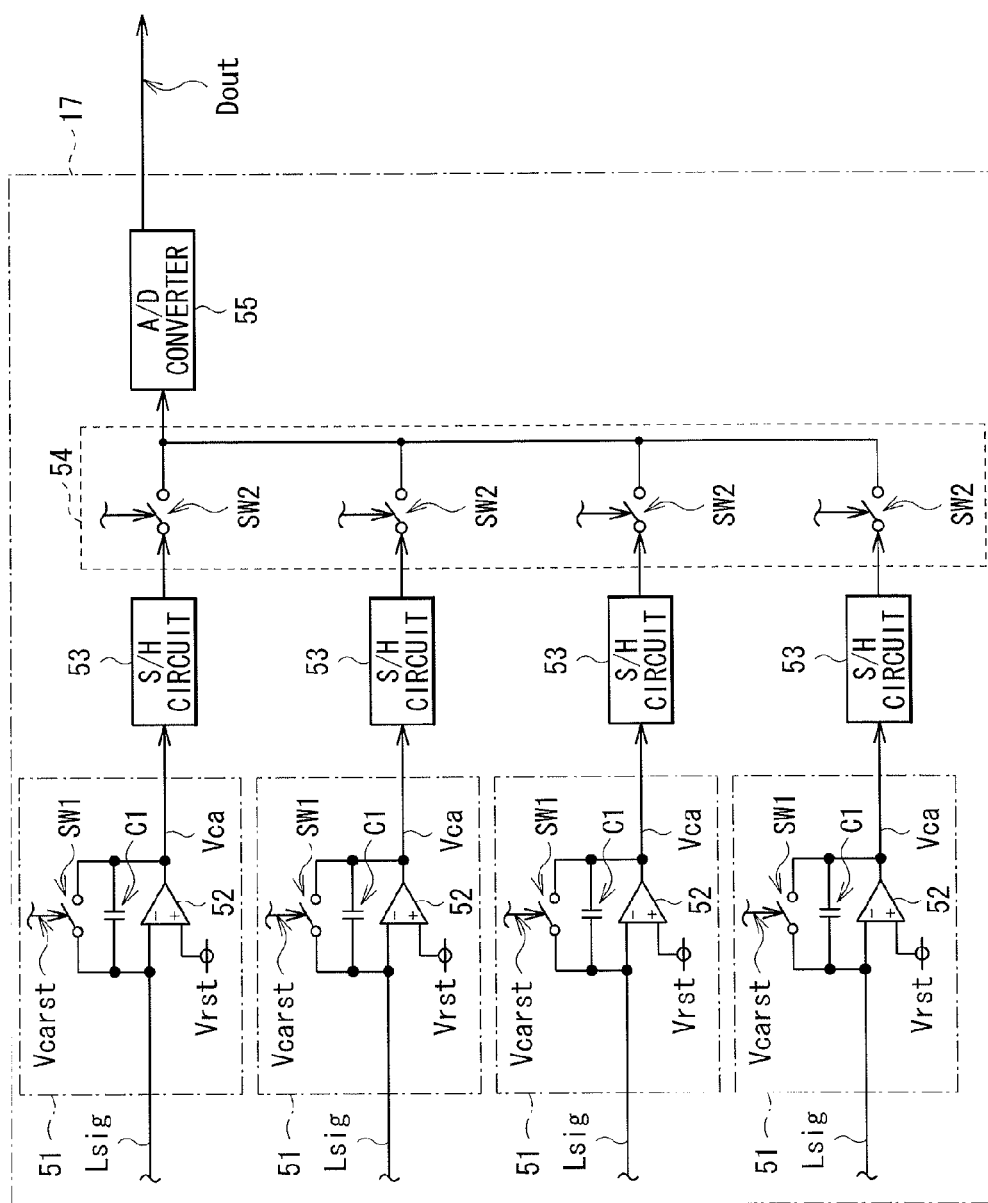 17
Dout
A/D
CONVERTER
55
54
SW2
SW2
SW2
SW2
53
S/H
CIRCUIT
53
S/H
CIRCUIT
53
S/H
CIRCUIT
53
S/H
CIRCUIT
51
Lsig
Vcarst
SW1
C1
-
+
52
Vrst
Vca
51
Lsig
Vcarst
SW1
C1
-
+
52
Vrst
Vca
51
Lsig
Vcarst
SW1
C1
-
+
52
Vrst
Vca
51
Lsig
Vcarst
SW1
C1
-
+
52
Vrst
Vca